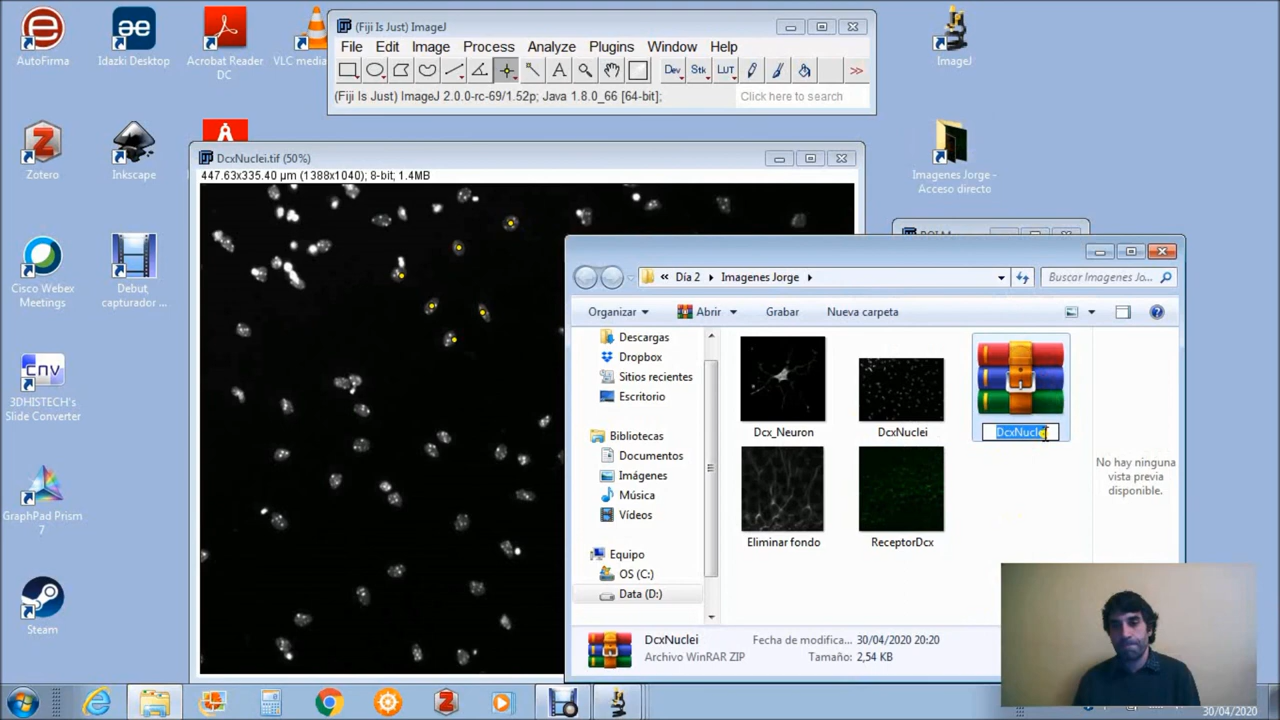 AutoFirma
Idazki Desktop
Acrobat Reader
DC
VLC media
Zotero
Inkscape
Cisco Webex
Meetings
Debut,
capturador ...
3DHISTECH's
Slide Converter
GraphPad Prism
7
Steam
ImageJ
Imagenes Jorge -
Acceso directo
(Fiji Is Just) ImageJ
File Edit Image Process Analyze Plugins Window Help
Dev Stk LUT >>
(Fiji Is Just) ImageJ 2.0.0-rc-69/1.52p; Java 1.8.0_66 [64-bit];
Click here to search
DcxNuclei.tif (50%)
447.63x335.40 µm (1388x1040); 8-bit; 1.4MB
« Día 2 Imagenes Jorge
Buscar Imagenes Jo...
Organizar Abrir Grabar Nueva carpeta
Descargas
Dropbox
Sitios recientes
Escritorio
Bibliotecas
Documentos
Imágenes
Música
Vídeos
Equipo
OS (C:)
Data (D:)
Dcx_Neuron
DcxNuclei
DcxNuclei
Eliminar fondo
ReceptorDcx
No hay ninguna
vista previa
disponible.
DcxNuclei
Archivo WinRAR ZIP
Fecha de modifica... 30/04/2020 20:20
Tamaño: 2,54 KB
30/04/2020